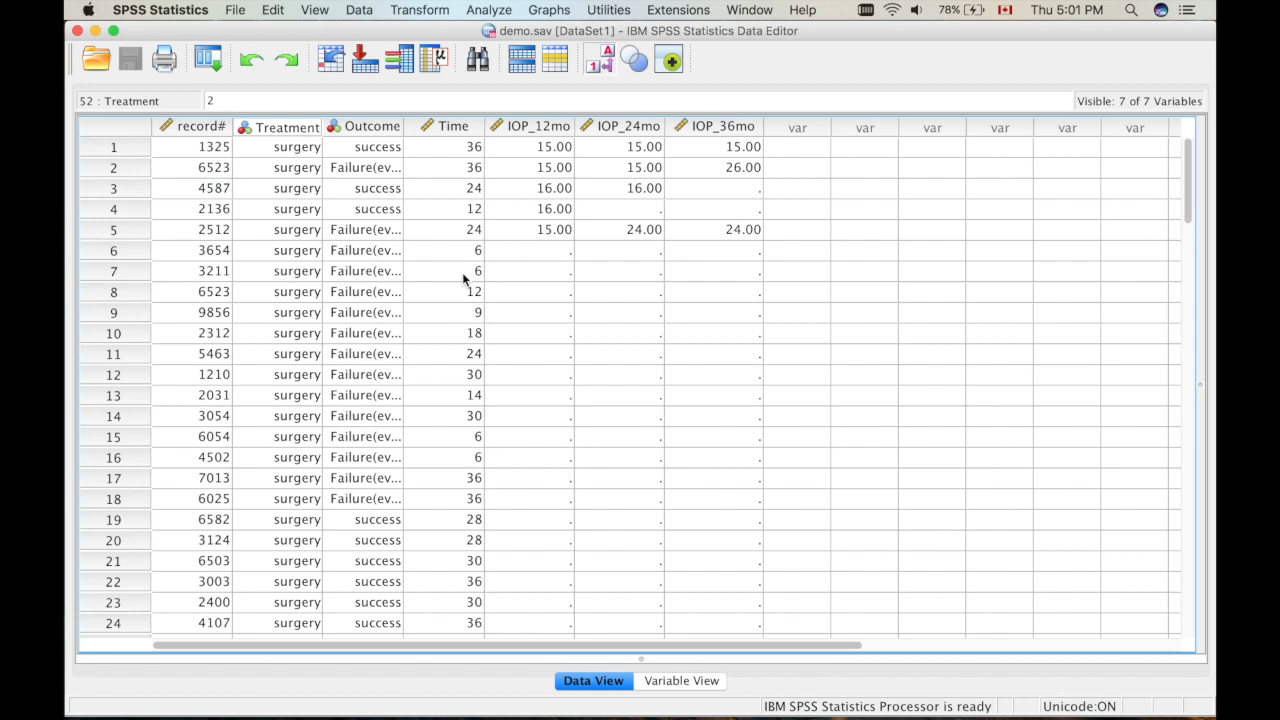 SPSS Statistics File Edit View Data Transform Analyze Graphs Utilities Extensions Window Help 78% Thu 5:01 PM
demo.sav [DataSet1] - IBM SPSS Statistics Data Editor
52 : Treatment 2 Visible: 7 of 7 Variables
record# Treatment Outcome Time IOP_12mo IOP_24mo IOP_36mo var var var var var var
1 1325 surgery success 36 15.00 15.00 15.00
2 6523 surgery Failure(ev... 36 15.00 15.00 26.00
3 4587 surgery success 24 16.00 16.00 .
4 2136 surgery success 12 16.00 . .
5 2512 surgery Failure(ev... 24 15.00 24.00 24.00
6 3654 surgery Failure(ev... 6 . . .
7 3211 surgery Failure(ev... 6 . . .
8 6523 surgery Failure(ev... 12 . . .
9 9856 surgery Failure(ev... 9 . . .
10 2312 surgery Failure(ev... 18 . . .
11 5463 surgery Failure(ev... 24 . . .
12 1210 surgery Failure(ev... 30 . . .
13 2031 surgery Failure(ev... 14 . . .
14 3054 surgery Failure(ev... 30 . . .
15 6054 surgery Failure(ev... 6 . . .
16 4502 surgery Failure(ev... 6 . . .
17 7013 surgery Failure(ev... 36 . . .
18 6025 surgery Failure(ev... 36 . . .
19 6582 surgery success 28 . . .
20 3124 surgery success 28 . . .
21 6503 surgery success 30 . . .
22 3003 surgery success 36 . . .
23 2400 surgery success 30 . . .
24 4107 surgery success 36 . . .
Data View Variable View
IBM SPSS Statistics Processor is ready Unicode:ON